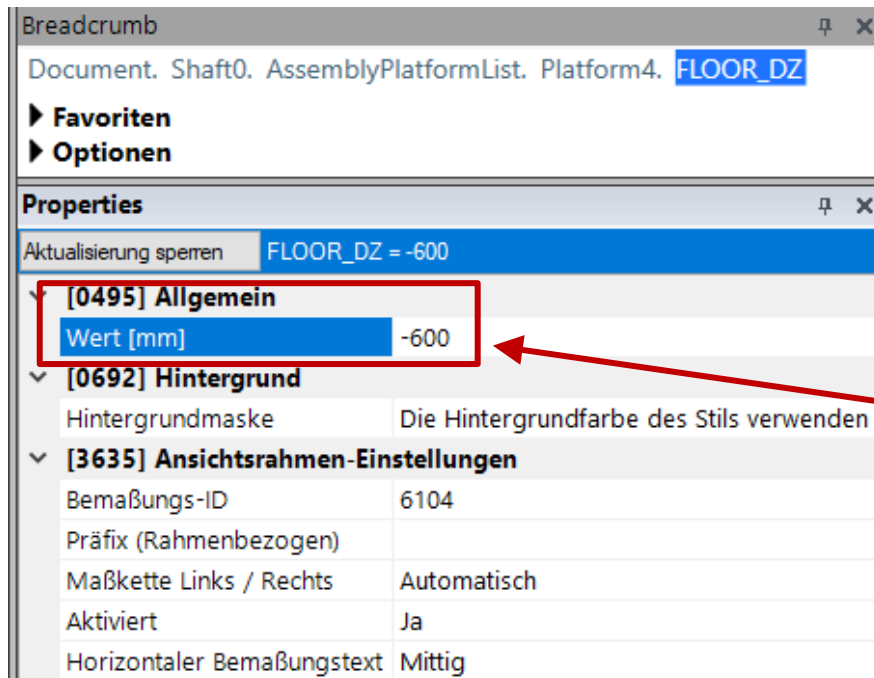 Breadcrumb
Document. Shaft0. AssemblyPlatformList. Platform4. FLOOR_DZ
Favoriten
Optionen
Properties
Aktualisierung sperren FLOOR_DZ = -600
[0495] Allgemein
Wert [mm] -600
[0692] Hintergrund
Hintergrundmaske Die Hintergrundfarbe des Stils verwenden
[3635] Ansichtsrahmen-Einstellungen
Bemaßungs-ID 6104
Präfix (Rahmenbezogen)
Maßkette Links / Rechts Automatisch
Aktiviert Ja
Horizontaler Bemaßungstext Mittig